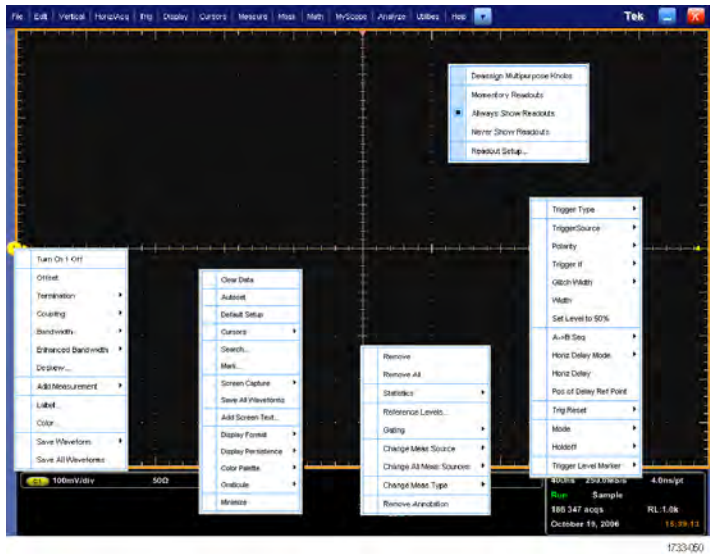 File Edit Vertical Horiz/Acq Trig Display Cursors Measure Mask Math MyScope Analyze Utilities Help Tek
Deassign Multipurpose Knobs
Momentary Readouts
Always Show Readouts
Never Show Readouts
Readout Setup...
Trigger Type
TriggerSource
Polarity
Trigger If
Glitch Width
Width
Set Level to 50%
A->B Seq
Horiz Delay Mode
Horiz Delay
Pos of Delay Ref Point
Trig Reset
Mode
Holdoff
Trigger Level Marker
Turn Ch 1 Off
Offset
Termination
Coupling
Bandwidth
Enhanced Bandwidth
Deskew...
Add Measurement
Label...
Color...
Save Waveform
Save All Waveforms
Clear Data
Autoset
Default Setup
Cursors
Search...
Mark...
Screen Capture
Save All Waveforms
Add Screen Text...
Display Format
Display Persistence
Color Palette
Graticule
Minimize
Remove
Remove All
Statistics
Reference Levels...
Gating
Change Meas Source
Change All Meas Sources
Change Meas Type
Remove Annotation
C1 100mV/div 50Ω
400ns 250.0MS/s 4.0ns/pt
Run Sample
186 347 acqs RL:1.0k
October 19, 2006 15:39:13
1733-050